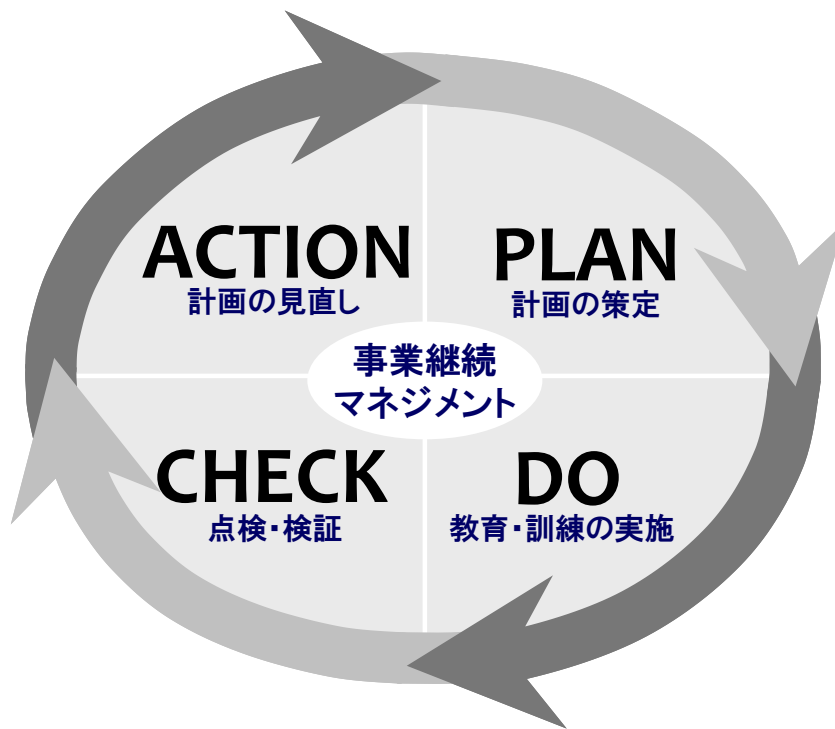 ACTION
計画の見直し
PLAN
計画の策定
事業継続
マネジメント
CHECK
点検・検証
DO
教育・訓練の実施